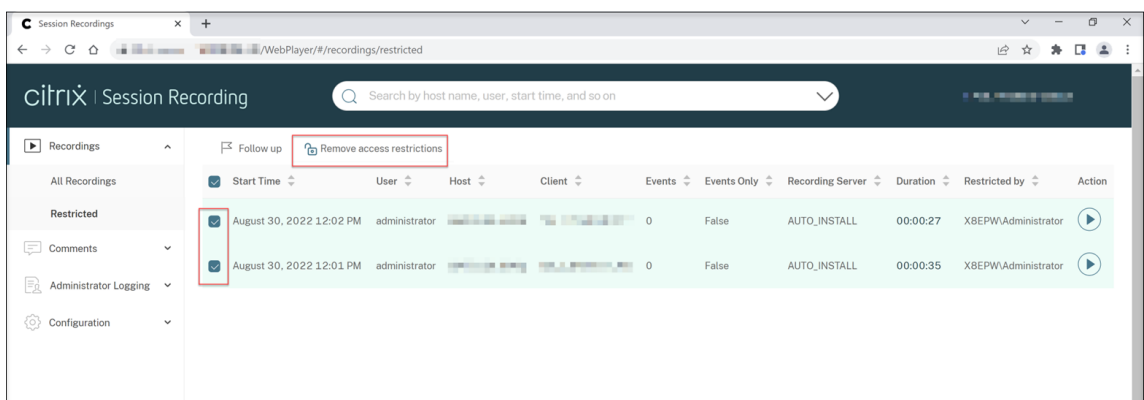 Session Recordings
/WebPlayer/#/recordings/restricted
citrix | Session Recording
Search by host name, user, start time, and so on
Recordings
Follow up
Remove access restrictions
All Recordings
Start Time User Host Client Events Events Only Recording Server Duration Restricted by Action
Restricted
August 30, 2022 12:02 PM administrator 0 False AUTO_INSTALL 00:00:27 X8EPW\Administrator
Comments
August 30, 2022 12:01 PM administrator 0 False AUTO_INSTALL 00:00:35 X8EPW\Administrator
Administrator Logging
Configuration